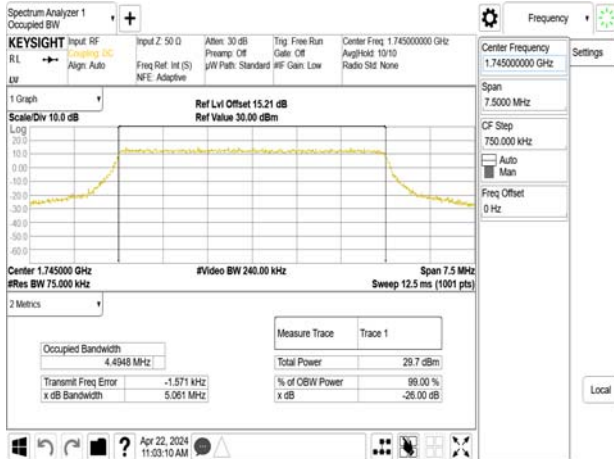 Spectrum Analyzer 1
Occupied BW
Frequency
KEYSIGHT
Input: RF
Coupling: DC
Align: Auto
Input Z: 50 Ω
Freq Ref: Int (S)
NFE: Adaptive
Atten: 30 dB
Preamp: Off
µW Path: Standard
Trig: Free Run
Gate: Off
#IF Gain: Low
Center Freq: 1.745000000 GHz
Avg|Hold: 10/10
Radio Std: None
RL
LW
1 Graph
Scale/Div 10.0 dB
Ref Lvl Offset 15.21 dB
Ref Value 30.00 dBm
Log
20.0
10.0
0.00
-10.0
-20.0
-30.0
-40.0
-50.0
-60.0
Center 1.745000 GHz
#Res BW 75.000 kHz
#Video BW 240.00 kHz
Span 7.5 MHz
Sweep 12.5 ms (1001 pts)
2 Metrics
Measure Trace
Trace 1
Occupied Bandwidth
4.4948 MHz
Total Power
29.7 dBm
Transmit Freq Error
-1.571 kHz
% of OBW Power
99.00 %
x dB Bandwidth
5.061 MHz
x dB
-26.00 dB
Center Frequency
1.745000000 GHz
Settings
Span
7.5000 MHz
CF Step
750.000 kHz
Auto
Man
Freq Offset
0 Hz
Local
?
Apr 22, 2024
11:03:10 AM